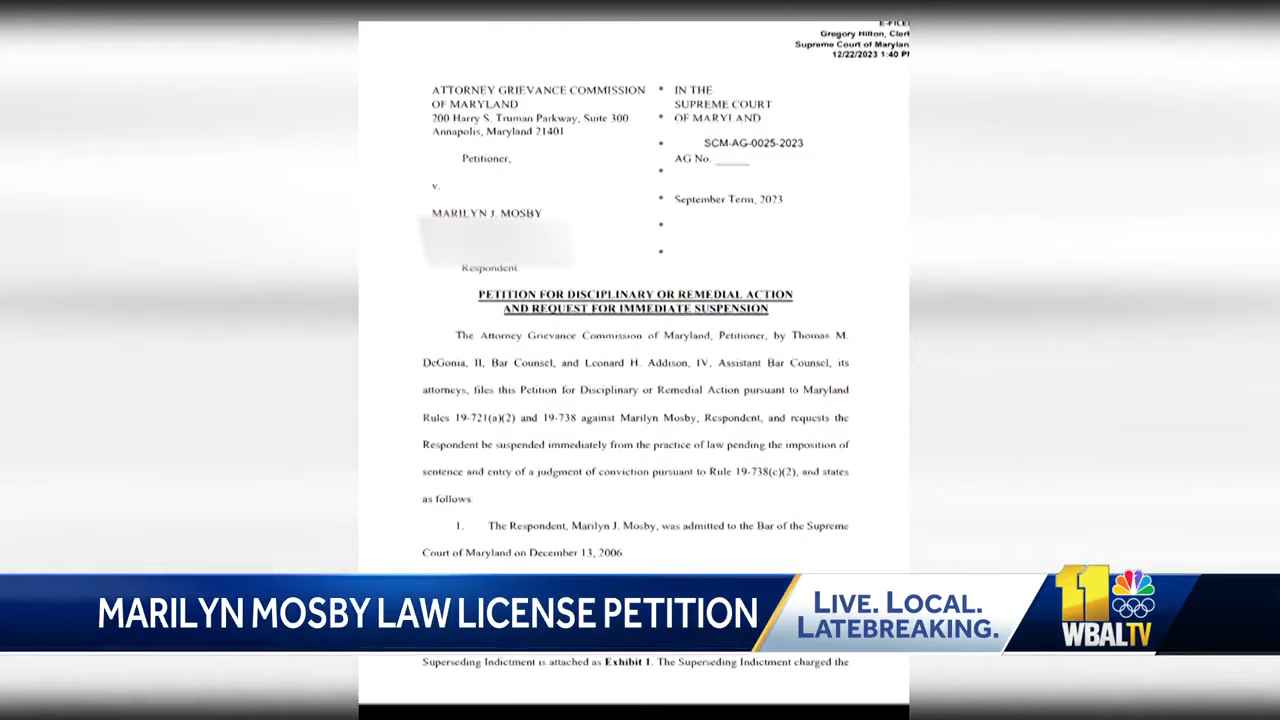 E-FILE
Gregory Hilton, Clerk
Supreme Court of Marylan
12/22/2023 1:40 P
ATTORNEY GRIEVANCE COMMISSION * IN THE
OF MARYLAND SUPREME COURT
200 Harry S. Truman Parkway, Suite 300 * OF MARYLAND
Annapolis, Maryland 21401
* SCM-AG-0025-2023
Petitioner, AG No. ______
*
v.
* September Term, 2023
MARILYN J. MOSBY
*
*
Respondent.
PETITION FOR DISCIPLINARY OR REMEDIAL ACTION
AND REQUEST FOR IMMEDIATE SUSPENSION
The Attorney Grievance Commission of Maryland, Petitioner, by Thomas M.
DeGonia, II, Bar Counsel, and Leonard H. Addison, IV, Assistant Bar Counsel, its
attorneys, files this Petition for Disciplinary or Remedial Action pursuant to Maryland
Rules 19-721(a)(2) and 19-738 against Marilyn Mosby, Respondent, and requests the
Respondent be suspended immediately from the practice of law pending the imposition of
sentence and entry of a judgment of conviction pursuant to Rule 19-738(c)(2), and states
as follows:
1. The Respondent, Marilyn J. Mosby, was admitted to the Bar of the Supreme
Court of Maryland on December 13, 2006
MARILYN MOSBY LAW LICENSE PETITION
LIVE. LOCAL.
LATEBREAKING.
11
WBALTV
Superseding Indictment is attached as Exhibit 1. The Superseding Indictment charged the